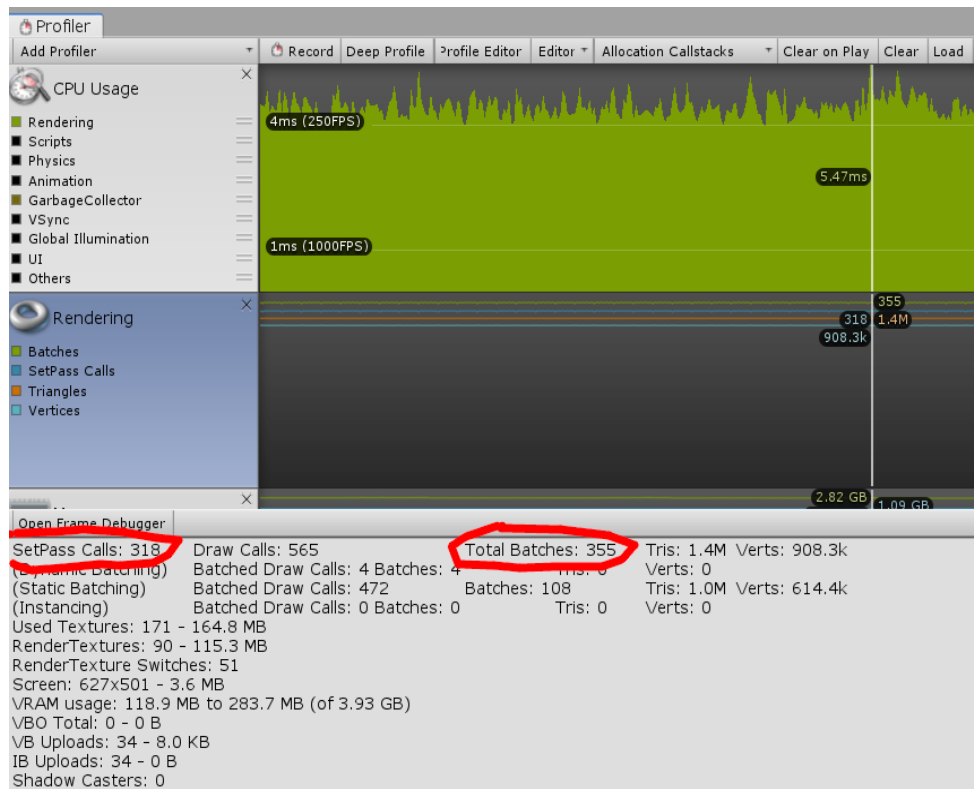 Profiler
Add Profiler Record Deep Profile Profile Editor Editor Allocation Callstacks Clear on Play Clear Load
CPU Usage
Rendering
Scripts
Physics
Animation
GarbageCollector
VSync
Global Illumination
UI
Others
4ms (250FPS)
5.47ms
1ms (1000FPS)
Rendering
Batches
SetPass Calls
Triangles
Vertices
355
318 1.4M
908.3k
2.82 GB
1.09 GB
Open Frame Debugger
SetPass Calls: 318 Draw Calls: 565 Total Batches: 355 Tris: 1.4M Verts: 908.3k
(Dynamic Batching) Batched Draw Calls: 4 Batches: 4 Tris: 0 Verts: 0
(Static Batching) Batched Draw Calls: 472 Batches: 108 Tris: 1.0M Verts: 614.4k
(Instancing) Batched Draw Calls: 0 Batches: 0 Tris: 0 Verts: 0
Used Textures: 171 - 164.8 MB
RenderTextures: 90 - 115.3 MB
RenderTexture Switches: 51
Screen: 627x501 - 3.6 MB
VRAM usage: 118.9 MB to 283.7 MB (of 3.93 GB)
VBO Total: 0 - 0 B
VB Uploads: 34 - 8.0 KB
IB Uploads: 34 - 0 B
Shadow Casters: 0